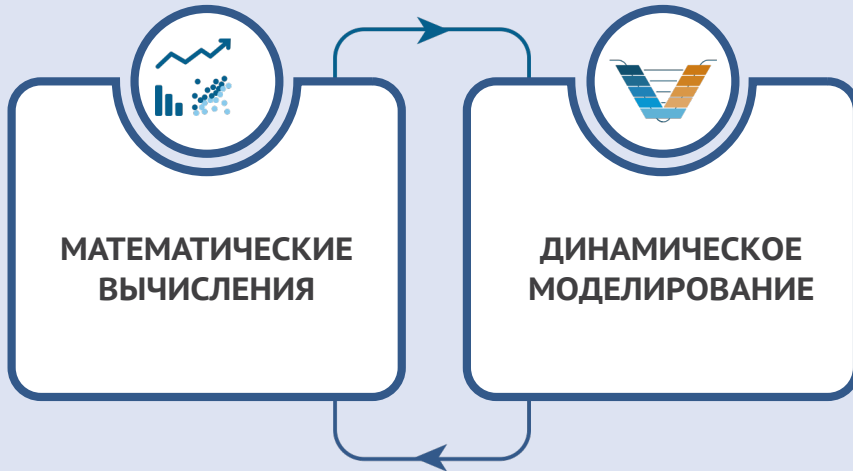 МАТЕМАТИЧЕСКИЕ
ВЫЧИСЛЕНИЯ
ДИНАМИЧЕСКОЕ
МОДЕЛИРОВАНИЕ